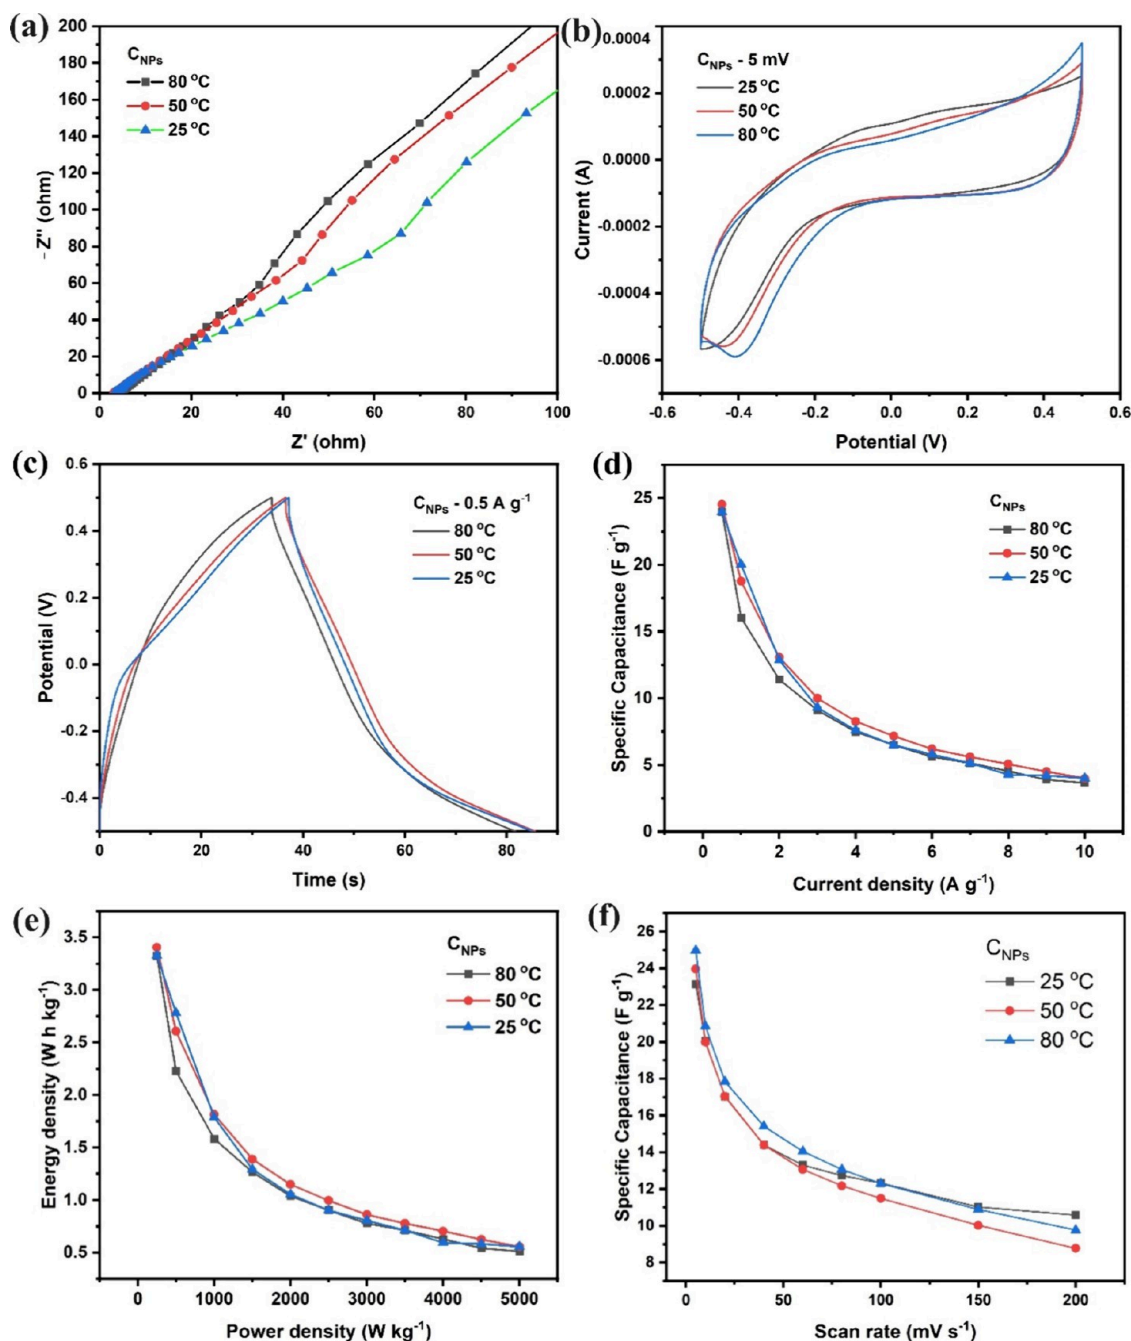 (a)
C_NPs
80 °C
50 °C
25 °C
200
180
160
140
120
100
80
60
40
20
0
-Z'' (ohm)
0 20 40 60 80 100
Z' (ohm)
(b)
C_NPs - 5 mV
25 °C
50 °C
80 °C
0.0004
0.0002
0.0000
-0.0002
-0.0004
-0.0006
Current (A)
-0.6 -0.4 -0.2 0.0 0.2 0.4 0.6
Potential (V)
(c)
C_NPs - 0.5 A g⁻¹
80 °C
50 °C
25 °C
0.6
0.4
0.2
0.0
-0.2
-0.4
Potential (V)
0 20 40 60 80
Time (s)
(d)
C_NPs
80 °C
50 °C
25 °C
25
20
15
10
5
0
Specific Capacitance (F g⁻¹)
0 2 4 6 8 10
Current density (A g⁻¹)
(e)
C_NPs
80 °C
50 °C
25 °C
3.5
3.0
2.5
2.0
1.5
1.0
0.5
Energy density (W h kg⁻¹)
0 1000 2000 3000 4000 5000
Power density (W kg⁻¹)
(f)
C_NPs
25 °C
50 °C
80 °C
26
24
22
20
18
16
14
12
10
8
Specific Capacitance (F g⁻¹)
0 50 100 150 200
Scan rate (mV s⁻¹)